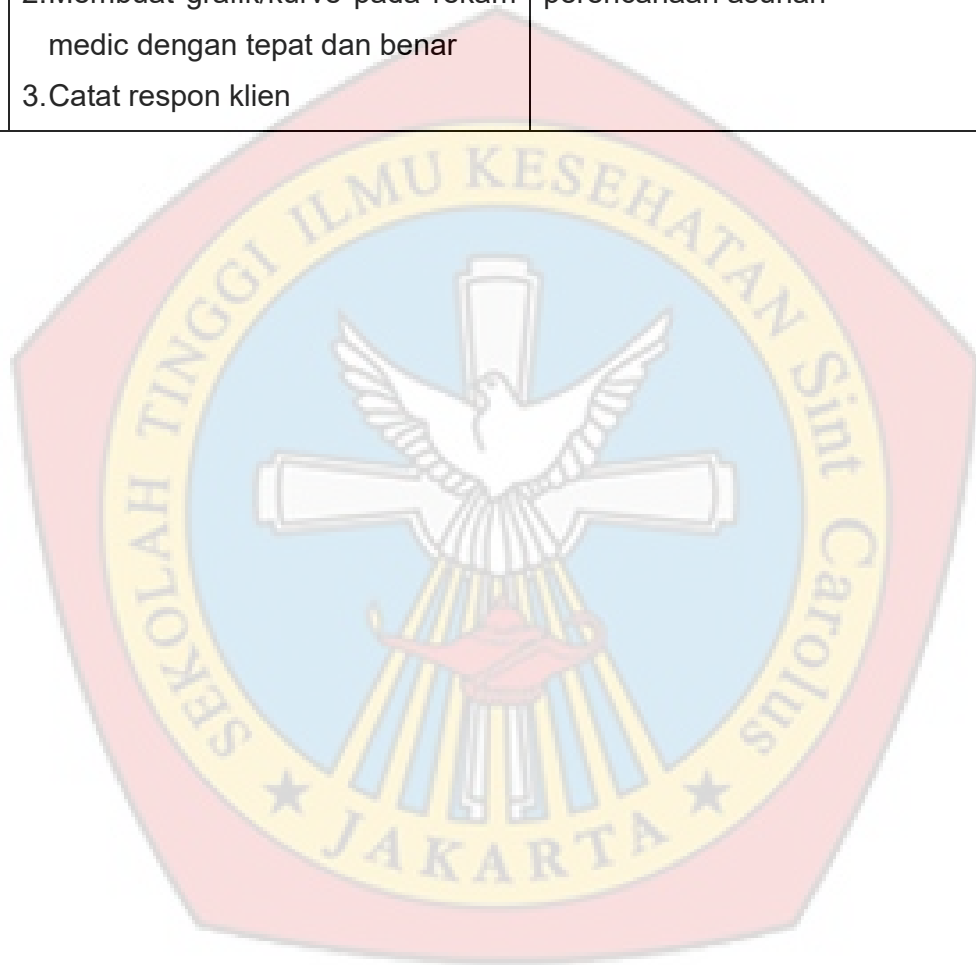 2.Membuat grafik/kurve pada rekam
perencanaan asuhan
medic dengan tepat dan benar
3.Catat respon klien
SEKOLAH TINGGI ILMU KESEHATAN Sint Carolus
JAKARTA